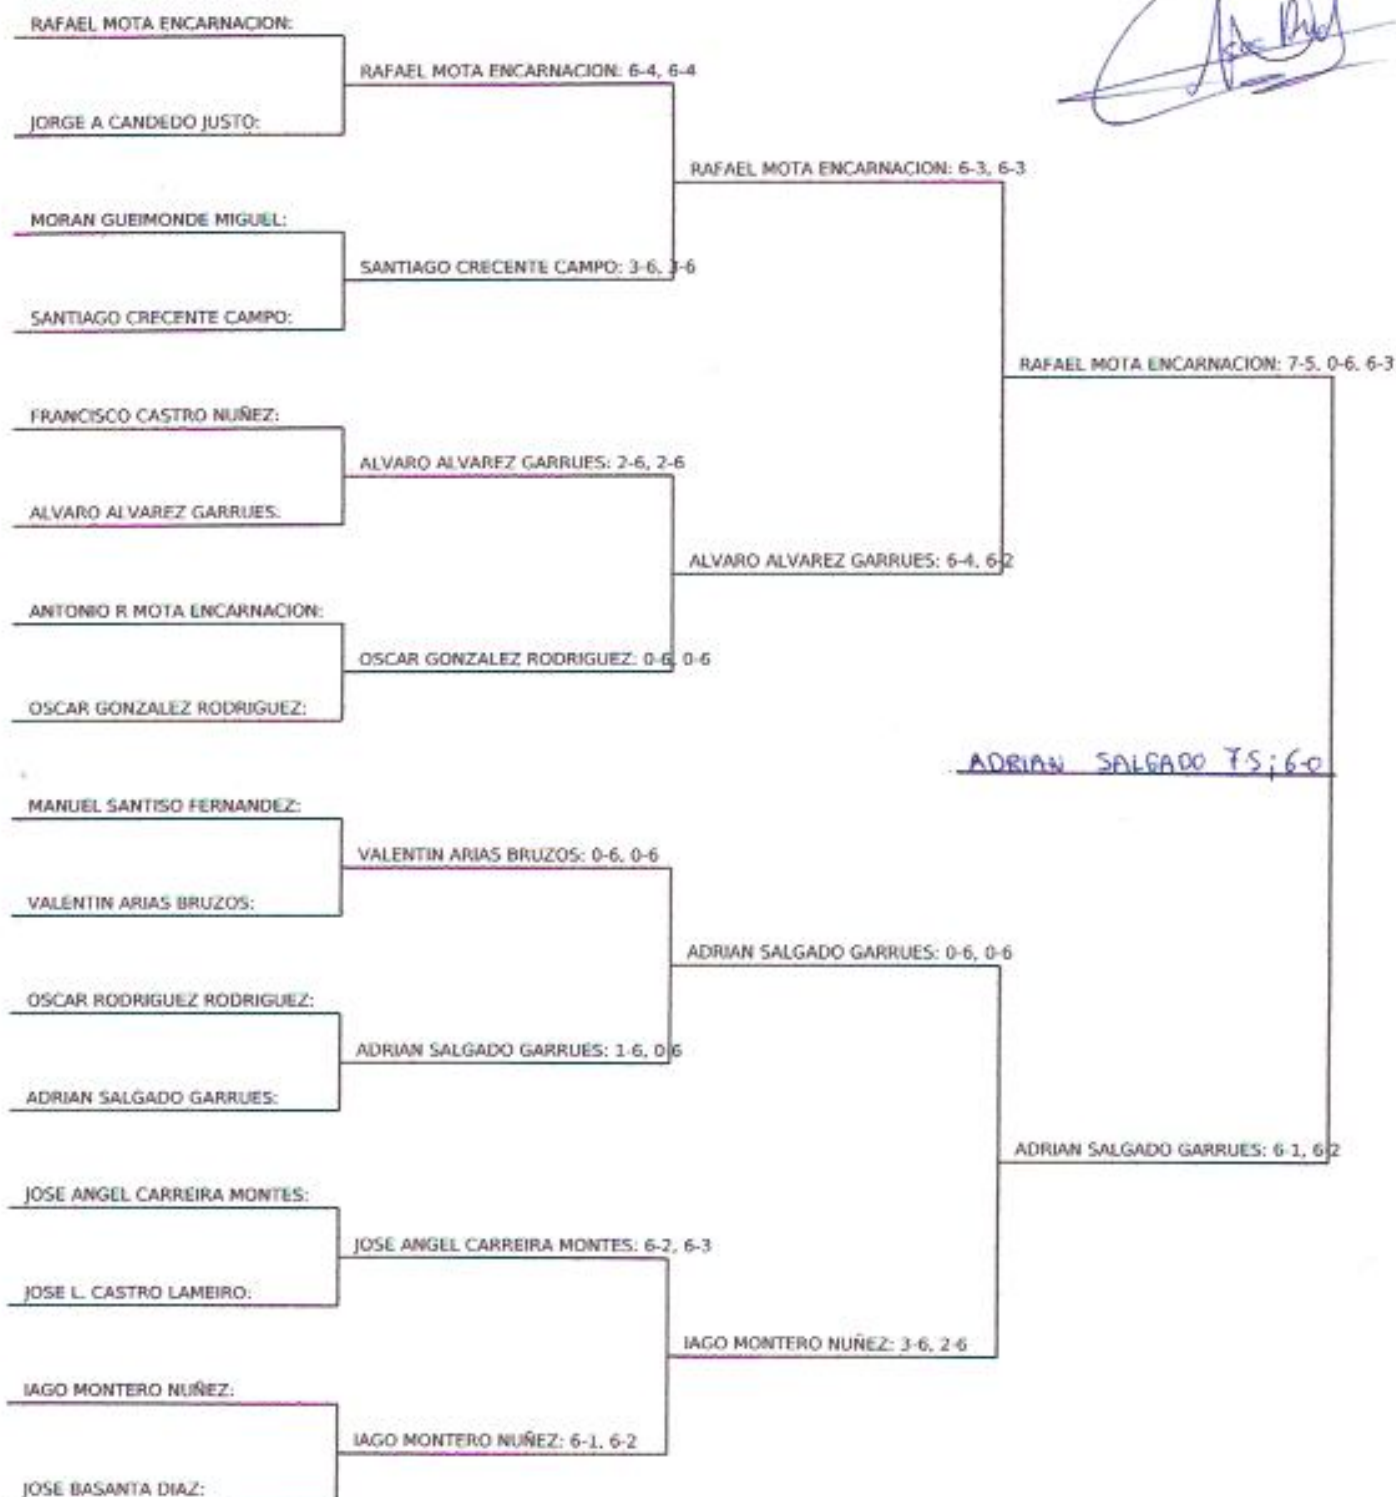 RAFAEL MOTA ENCARNACION:
RAFAEL MOTA ENCARNACION: 6-4, 6-4
JORGE A CANDEDO JUSTO:
RAFAEL MOTA ENCARNACION: 6-3, 6-3
MORAN GUEIMONDE MIGUEL:
SANTIAGO CRECENTE CAMPO: 3-6, 3-6
SANTIAGO CRECENTE CAMPO:
RAFAEL MOTA ENCARNACION: 7-5, 0-6, 6-3
FRANCISCO CASTRO NUÑEZ:
ALVARO ALVAREZ GARRUES: 2-6, 2-6
ALVARO ALVAREZ GARRUES:
ALVARO ALVAREZ GARRUES: 6-4, 6-2
ANTONIO R MOTA ENCARNACION:
OSCAR GONZALEZ RODRIGUEZ: 0-6, 0-6
OSCAR GONZALEZ RODRIGUEZ:
ADRIAN SALGADO 7-5; 6-0
MANUEL SANTISO FERNANDEZ:
VALENTIN ARIAS BRUZOS: 0-6, 0-6
VALENTIN ARIAS BRUZOS:
ADRIAN SALGADO GARRUES: 0-6, 0-6
OSCAR RODRIGUEZ RODRIGUEZ:
ADRIAN SALGADO GARRUES: 1-6, 0-6
ADRIAN SALGADO GARRUES:
ADRIAN SALGADO GARRUES: 6-1, 6-2
JOSE ANGEL CARREIRA MONTES:
JOSE ANGEL CARREIRA MONTES: 6-2, 6-3
JOSE L. CASTRO LAMEIRO:
IAGO MONTERO NUÑEZ: 3-6, 2-6
IAGO MONTERO NUÑEZ:
IAGO MONTERO NUÑEZ: 6-1, 6-2
JOSE BASANTA DIAZ: